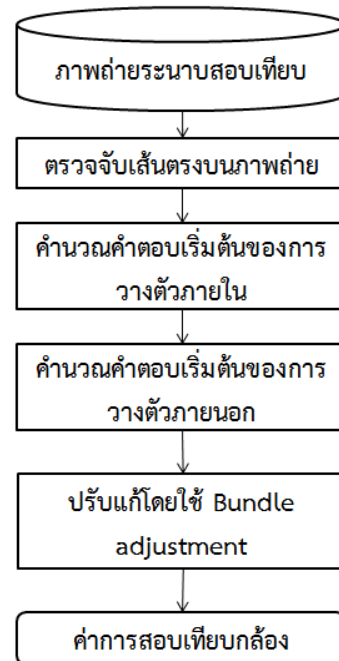 ภาพถ่ายระนาบสอบเทียบ
ตรวจจับเส้นตรงบนภาพถ่าย
คำนวณคำตอบเริ่มต้นของการ
วางตัวภายใน
คำนวณคำตอบเริ่มต้นของการ
วางตัวภายนอก
ปรับแก้โดยใช้ Bundle
adjustment
ค่าการสอบเทียบกล้อง